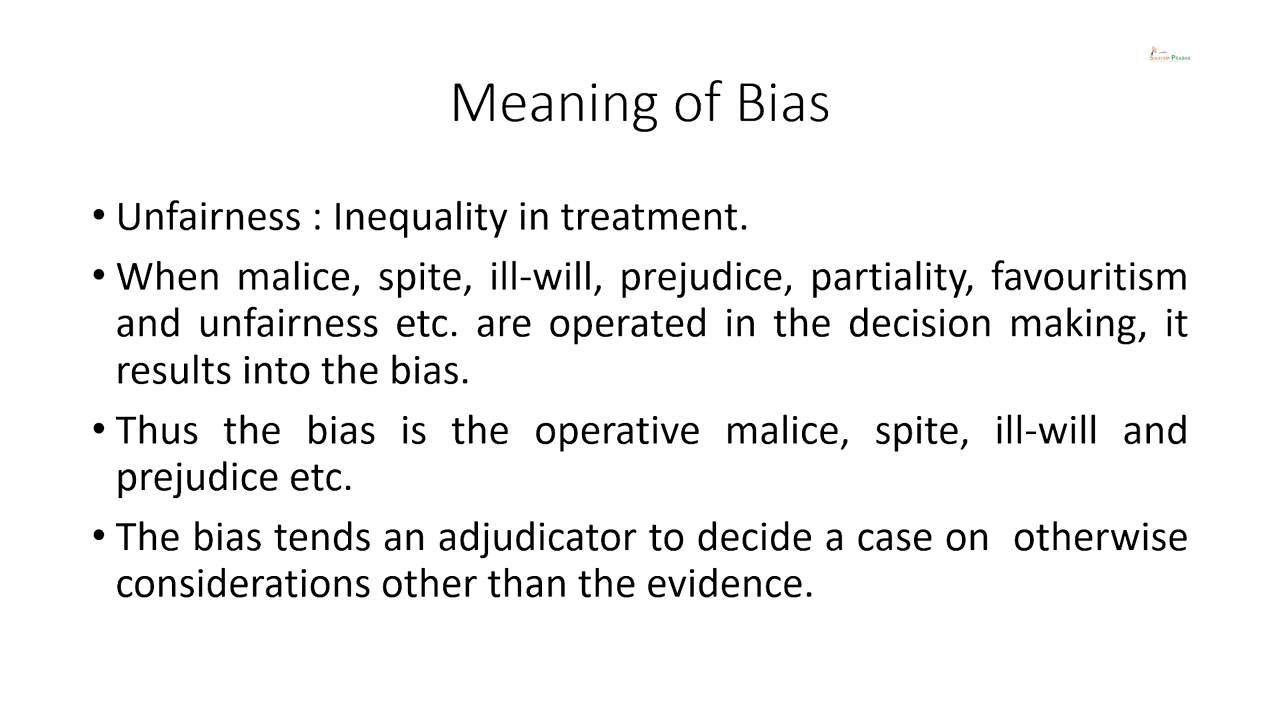 Swayam Prabha
Meaning of Bias
• Unfairness : Inequality in treatment.
• When malice, spite, ill-will, prejudice, partiality, favouritism
and unfairness etc. are operated in the decision making, it
results into the bias.
• Thus the bias is the operative malice, spite, ill-will and
prejudice etc.
• The bias tends an adjudicator to decide a case on  otherwise
considerations other than the evidence.